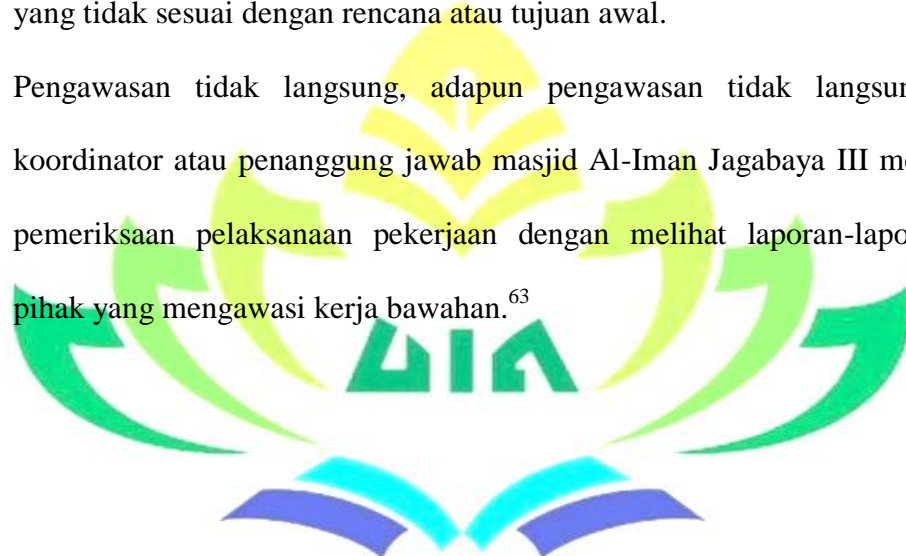 yang tidak sesuai dengan rencana atau tujuan awal.
Pengawasan tidak langsung, adapun pengawasan tidak langsun
koordinator atau penanggung jawab masjid Al-Iman Jagabaya III m
pemeriksaan pelaksanaan pekerjaan dengan melihat laporan-lapo
pihak yang mengawasi kerja bawahan.63
UIN